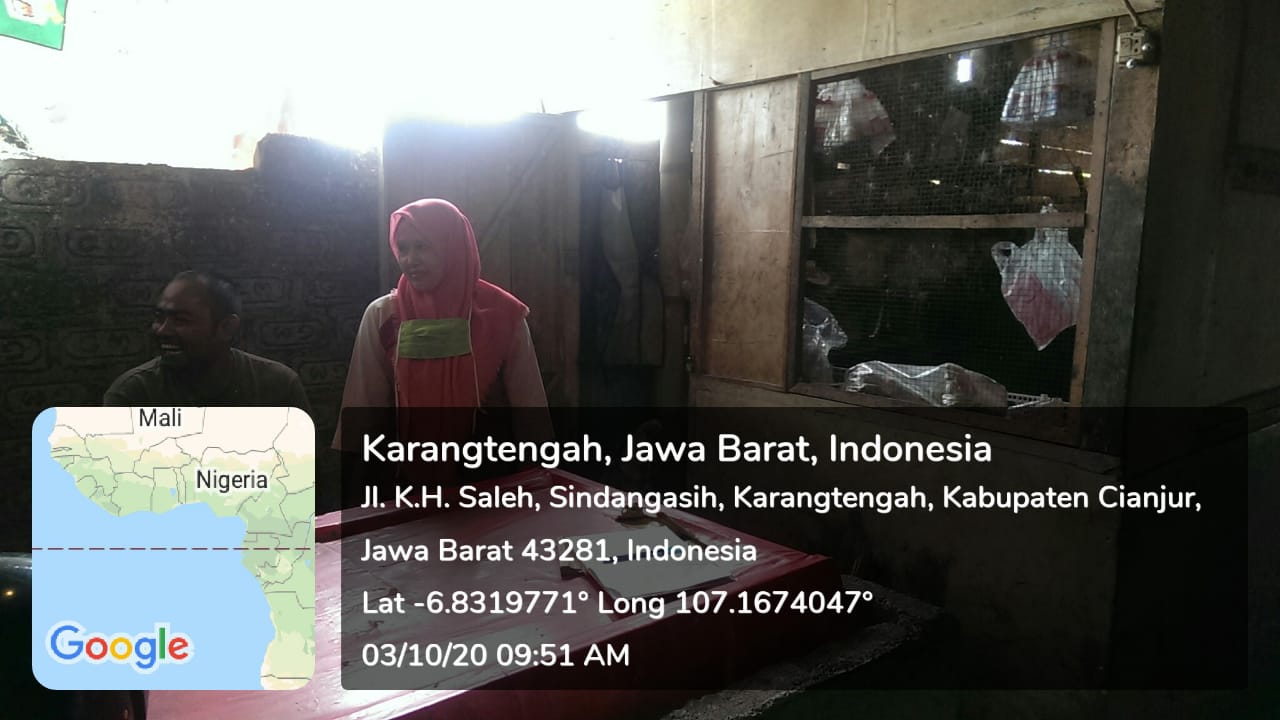 Mali
Nigeria
Google
Karangtengah, Jawa Barat, Indonesia
Jl. K.H. Saleh, Sindangasih, Karangtengah, Kabupaten Cianjur,
Jawa Barat 43281, Indonesia
Lat -6.8319771° Long 107.1674047°
03/10/20 09:51 AM